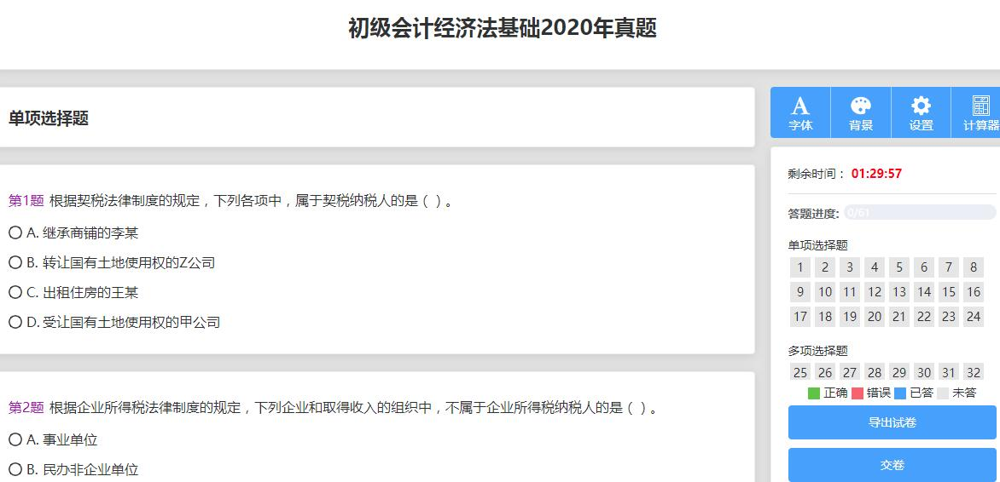 初级会计经济法基础2020年真题
单项选择题
第1题 根据契税法律制度的规定，下列各项中，属于契税纳税人的是（ ）。
A. 继承商铺的李某
B. 转让国有土地使用权的Z公司
C. 出租住房的王某
D. 受让国有土地使用权的甲公司
第2题 根据企业所得税法律制度的规定，下列企业和取得收入的组织中，不属于企业所得税纳税人的是（ ）。
A. 事业单位
B. 民办非企业单位
A
字体 背景 设置 计算器
剩余时间： 01:29:57
答题进度: 0/61
单项选择题
1 2 3 4 5 6 7 8
9 10 11 12 13 14 15 16
17 18 19 20 21 22 23 24
多项选择题
25 26 27 28 29 30 31 32
正确 错误 已答 未答
导出试卷
交卷